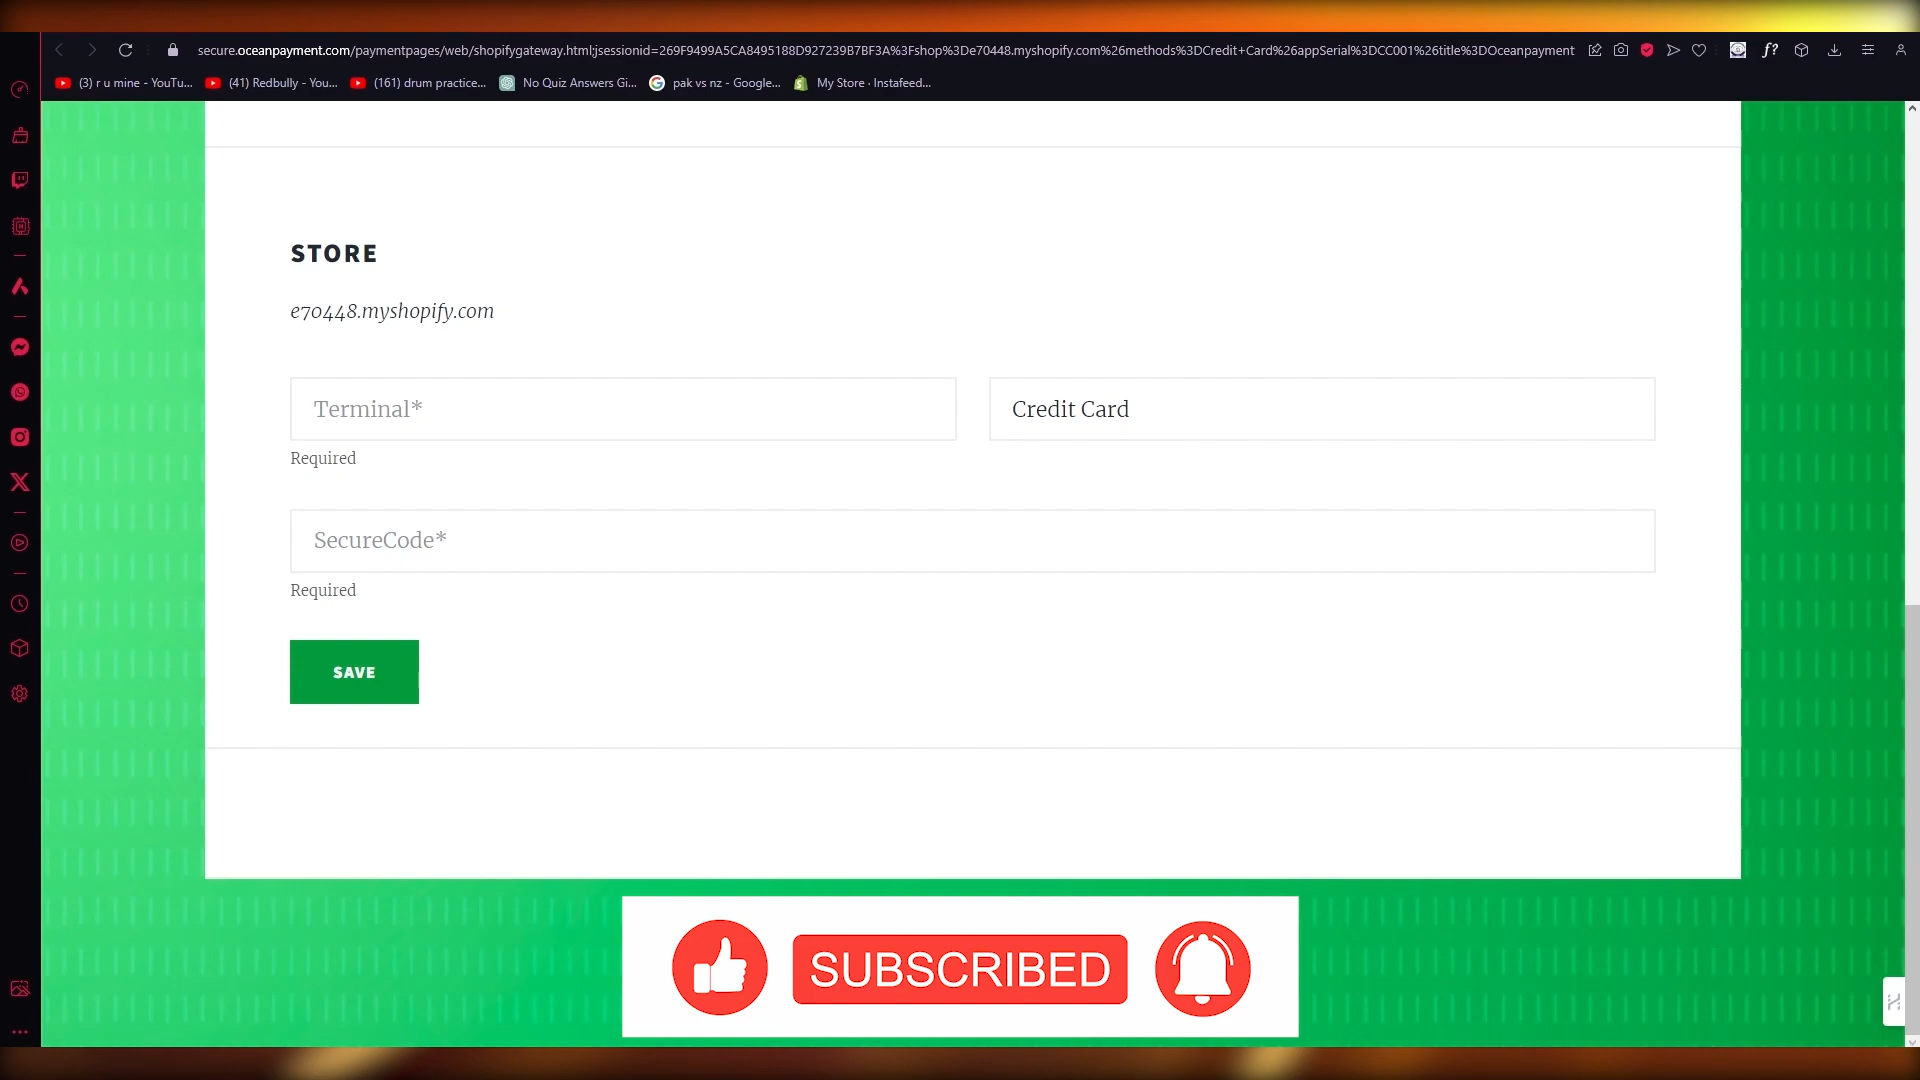 secure.oceanpayment.com/paymentpages/web/shopifygateway.html;jsessionid=269F9499A5CA8495188D927239B7BF3A%3Fshop%3De70448.myshopify.com%26methods%3DCredit+Card%26appSerial%3DCC001%26title%3DOceanpayment
(3) r u mine - YouTu...
(41) Redbully - You...
(161) drum practice...
No Quiz Answers Gi...
pak vs nz - Google...
My Store · Instafeed...
STORE
e70448.myshopify.com
Terminal*
Credit Card
Required
SecureCode*
Required
SAVE
SUBSCRIBED